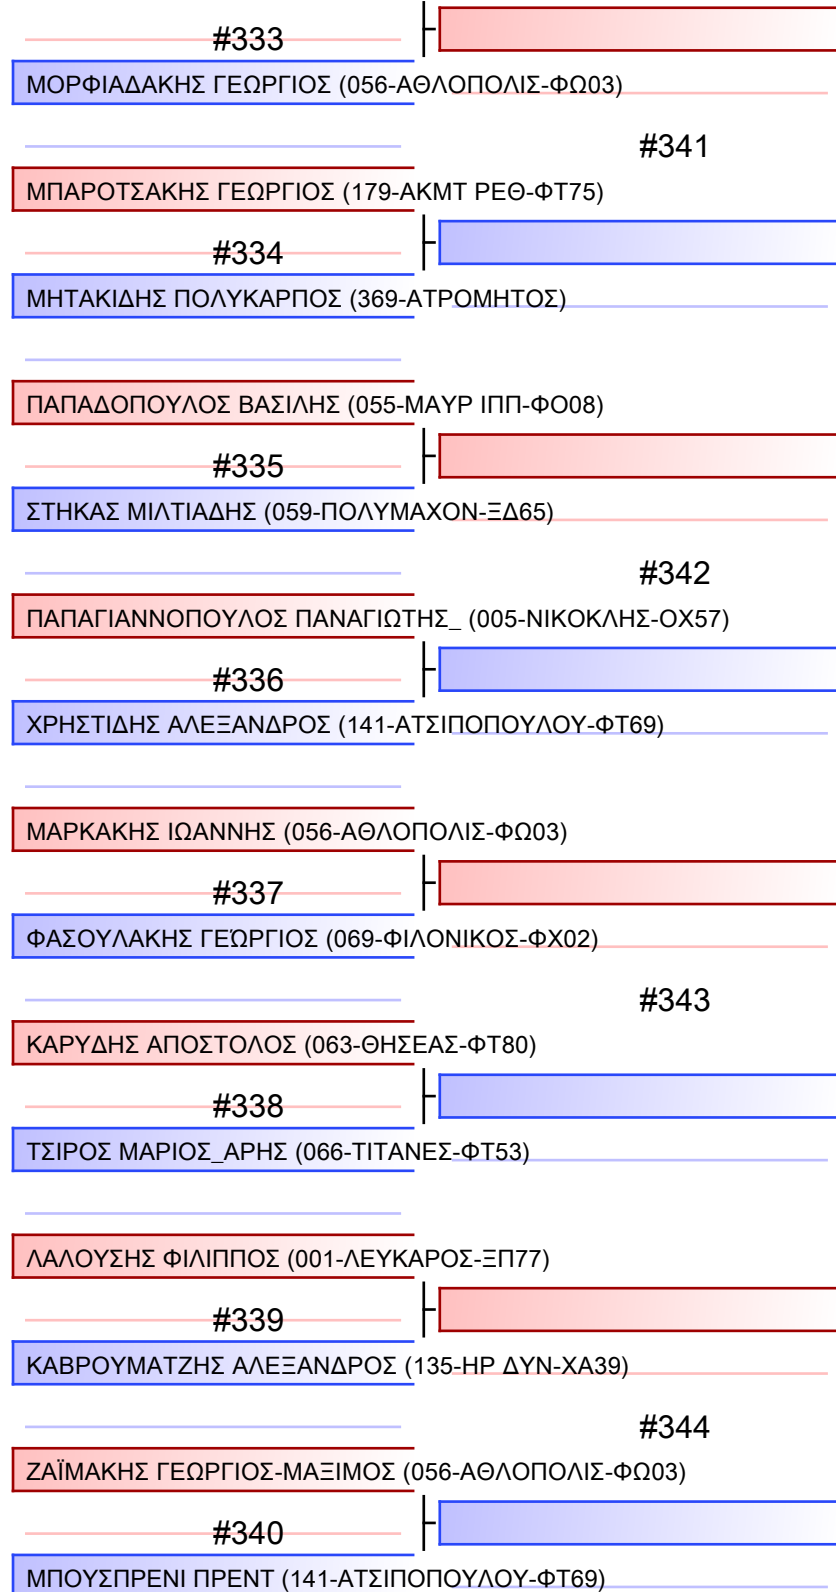 #333
ΜΟΡΦΙΑΔΑΚΗΣ ΓΕΩΡΓΙΟΣ (056-ΑΘΛΟΠΟΛΙΣ-ΦΩ03)
#341
ΜΠΑΡΟΤΣΑΚΗΣ ΓΕΩΡΓΙΟΣ (179-ΑΚΜΤ ΡΕΘ-ΦΤ75)
#334
ΜΗΤΑΚΙΔΗΣ ΠΟΛΥΚΑΡΠΟΣ (369-ΑΤΡΟΜΗΤΟΣ)
ΠΑΠΑΔΟΠΟΥΛΟΣ ΒΑΣΙΛΗΣ (055-ΜΑΥΡ ΙΠΠ-ΦΟ08)
#335
ΣΤΗΚΑΣ ΜΙΛΤΙΑΔΗΣ (059-ΠΟΛΥΜΑΧΟΝ-ΞΔ65)
#342
ΠΑΠΑΓΙΑΝΝΟΠΟΥΛΟΣ ΠΑΝΑΓΙΩΤΗΣ_ (005-ΝΙΚΟΚΛΗΣ-ΟΧ57)
#336
ΧΡΗΣΤΙΔΗΣ ΑΛΕΞΑΝΔΡΟΣ (141-ΑΤΣΙΠΟΠΟΥΛΟΥ-ΦΤ69)
ΜΑΡΚΑΚΗΣ ΙΩΑΝΝΗΣ (056-ΑΘΛΟΠΟΛΙΣ-ΦΩ03)
#337
ΦΑΣΟΥΛΑΚΗΣ ΓΕΏΡΓΙΟΣ (069-ΦΙΛΟΝΙΚΟΣ-ΦΧ02)
#343
ΚΑΡΥΔΗΣ ΑΠΟΣΤΟΛΟΣ (063-ΘΗΣΕΑΣ-ΦΤ80)
#338
ΤΣΙΡΟΣ ΜΑΡΙΟΣ_ΑΡΗΣ (066-ΤΙΤΑΝΕΣ-ΦΤ53)
ΛΑΛΟΥΣΗΣ ΦΙΛΙΠΠΟΣ (001-ΛΕΥΚΑΡΟΣ-ΞΠ77)
#339
ΚΑΒΡΟΥΜΑΤΖΗΣ ΑΛΕΞΑΝΔΡΟΣ (135-ΗΡ ΔΥΝ-ΧΑ39)
#344
ΖΑΪΜΑΚΗΣ ΓΕΩΡΓΙΟΣ-ΜΑΞΙΜΟΣ (056-ΑΘΛΟΠΟΛΙΣ-ΦΩ03)
#340
ΜΠΟΥΣΠΡΕΝΙ ΠΡΕΝΤ (141-ΑΤΣΙΠΟΠΟΥΛΟΥ-ΦΤ69)